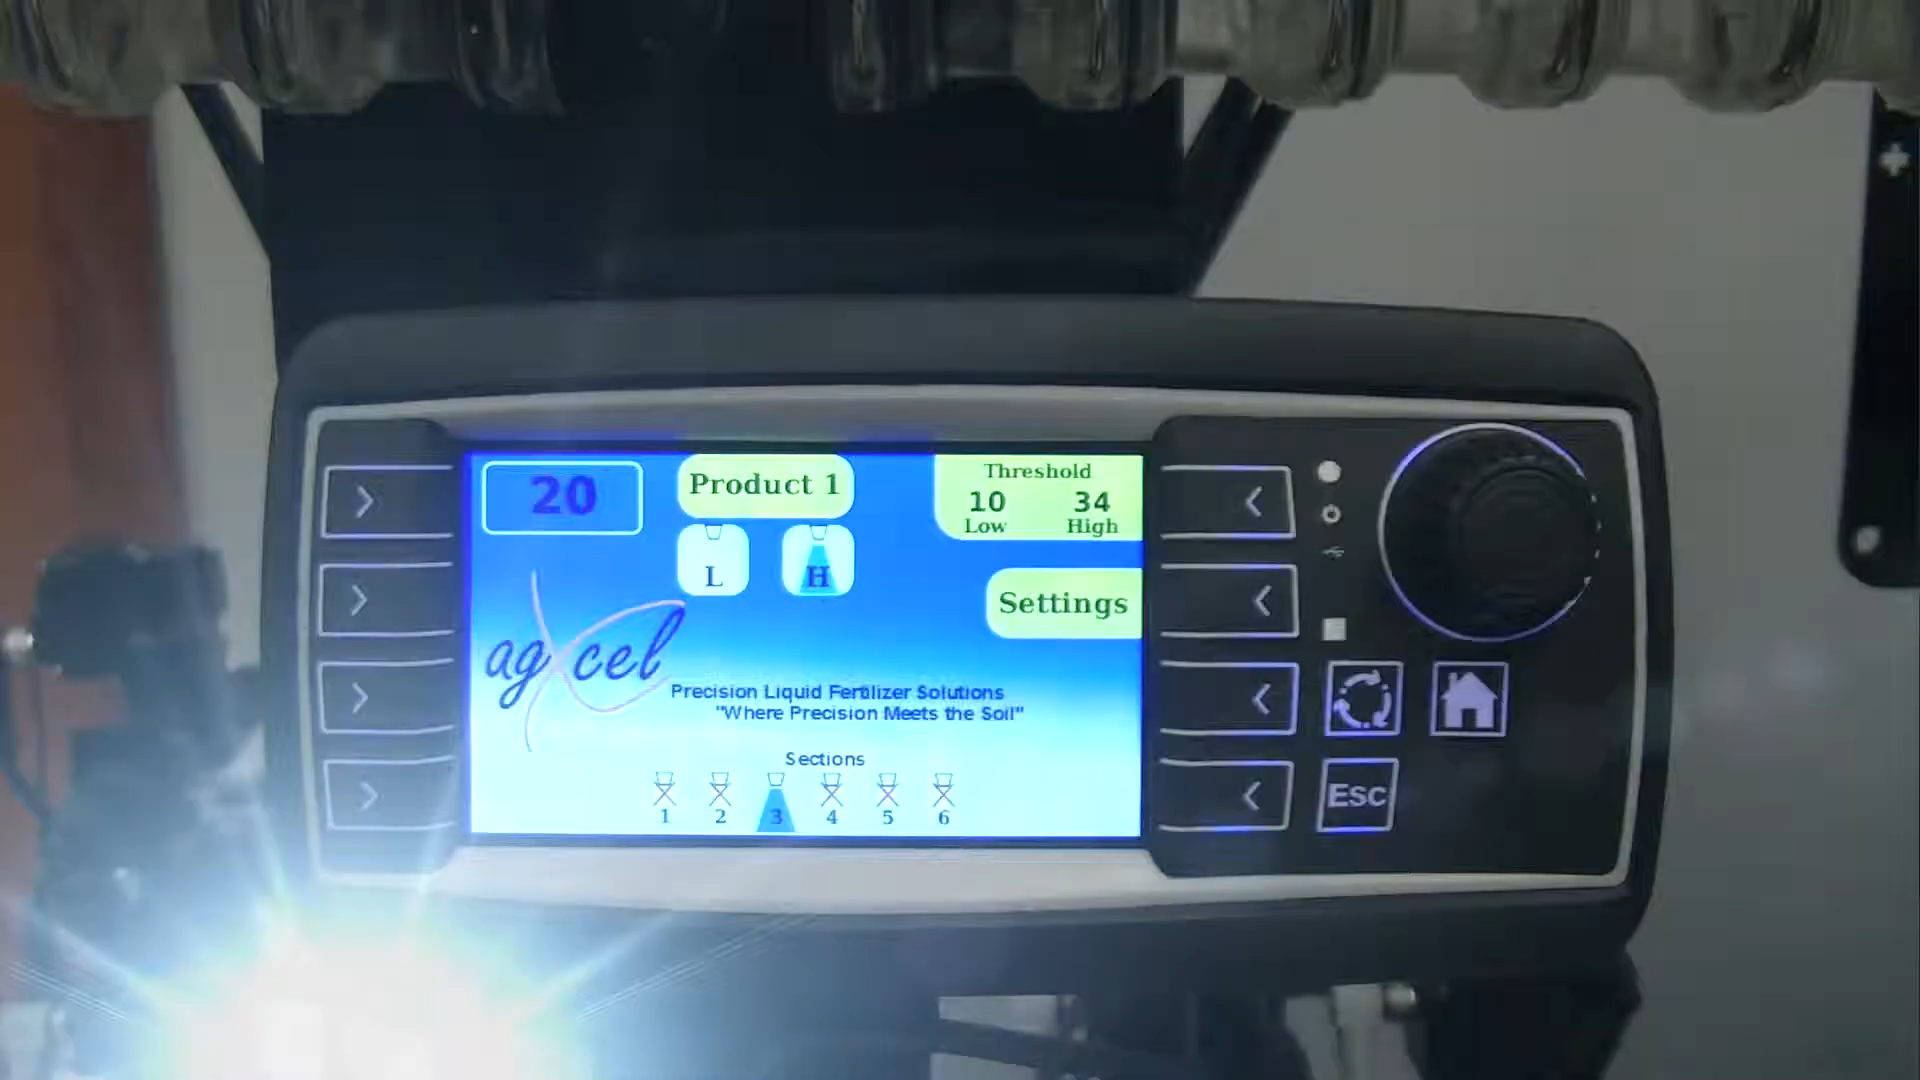 20
Product 1
Threshold
10 34
Low High
L H
Settings
agXcel
Precision Liquid Fertilizer Solutions
"Where Precision Meets the Soil"
Sections
1 2 3 4 5 6
ESC